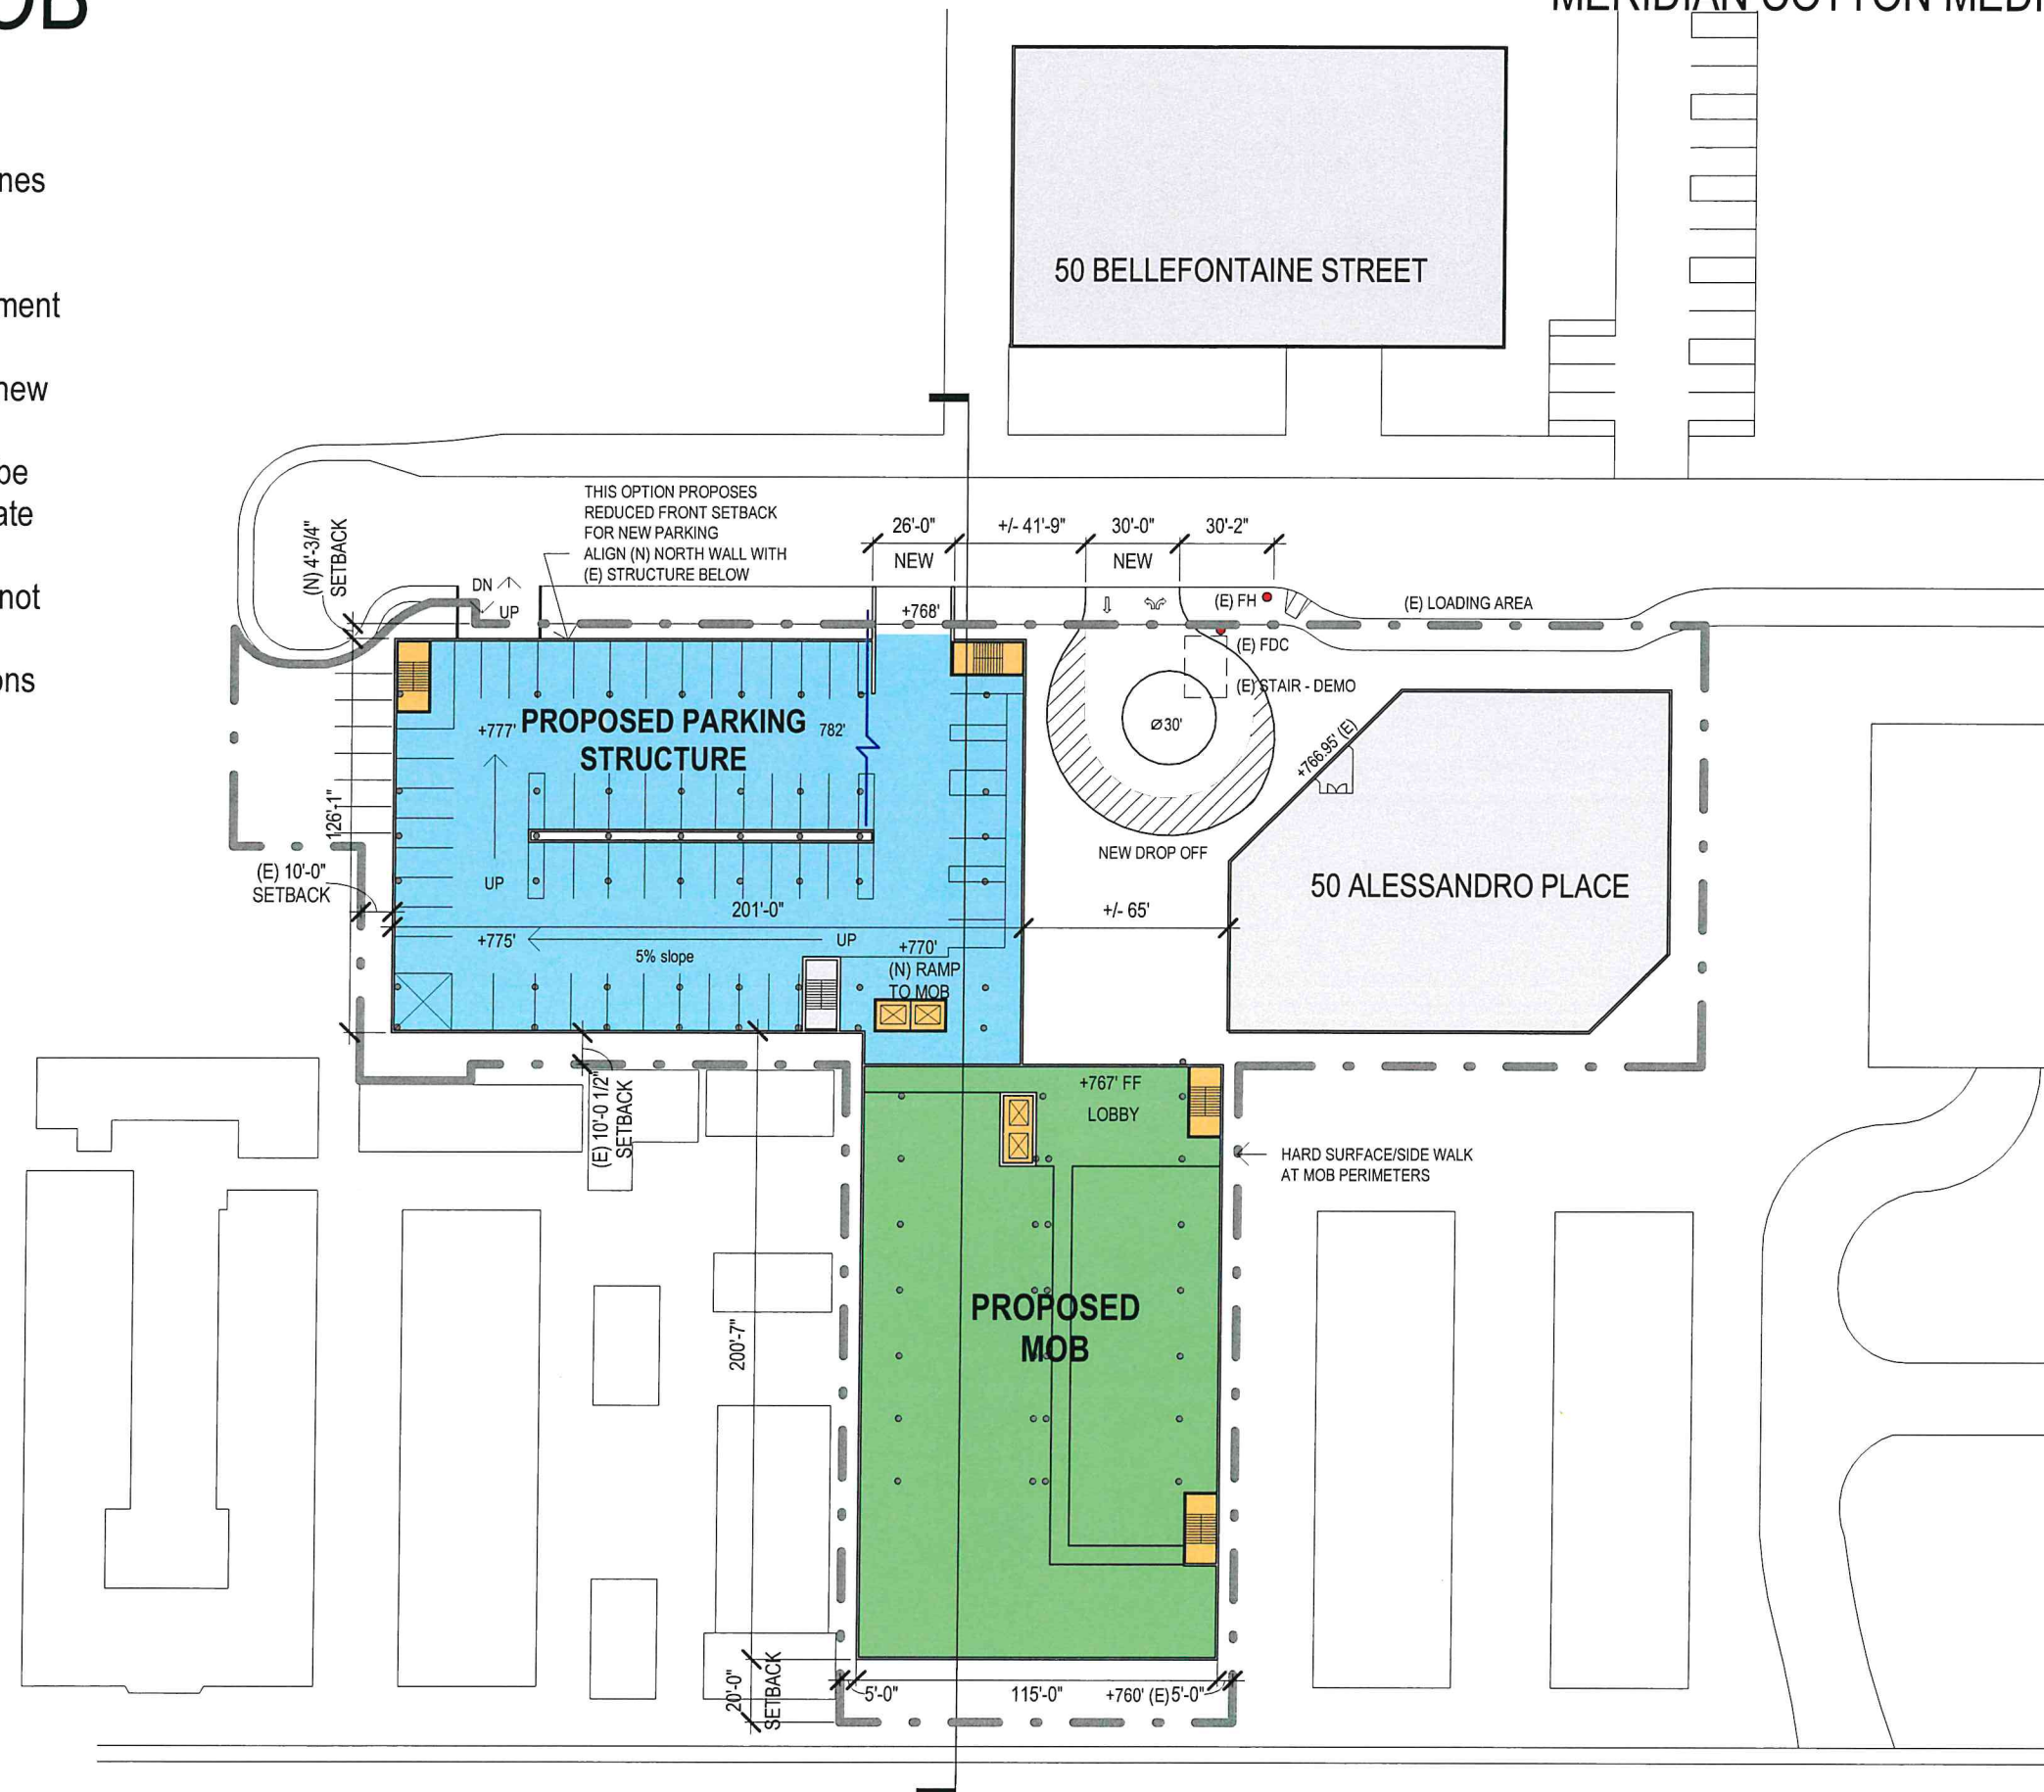 OB
MERIDIAN COTTON MEDI
nes
ment
new
be
ate
not
ons
50 BELLEFONTAINE STREET
THIS OPTION PROPOSES
REDUCED FRONT SETBACK
FOR NEW PARKING
ALIGN (N) NORTH WALL WITH
(E) STRUCTURE BELOW
26'-0"
NEW
+/- 41'-9"
30'-0"
NEW
30'-2"
(N) 4'-3/4"
SETBACK
DN
UP
+768'
(E) FH
(E) LOADING AREA
(E) FDC
(E) STAIR - DEMO
PROPOSED PARKING
STRUCTURE
+777'
782'
Ø30'
+766.95' (E)
126'-1"
NEW DROP OFF
(E) 10'-0"
SETBACK
UP
201'-0"
+/- 65'
50 ALESSANDRO PLACE
+775'
5% slope
UP
+770'
(N) RAMP
TO MOB
(E) 10'-0 1/2"
SETBACK
+767' FF
LOBBY
HARD SURFACE/SIDE WALK
AT MOB PERIMETERS
PROPOSED
MOB
200'-7"
20'-0"
SETBACK
5'-0"
115'-0"
+760' (E)
5'-0"